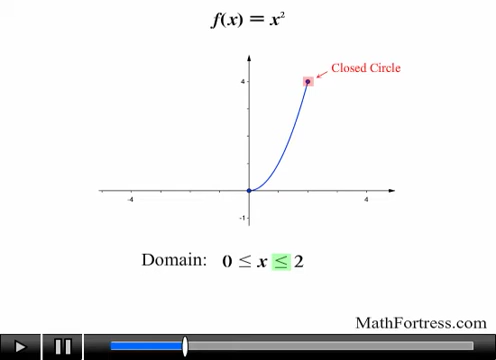 f(x) = x²
Closed Circle
4
-4
4
-1
Domain: 0 ≤ x ≤ 2
MathFortress.com